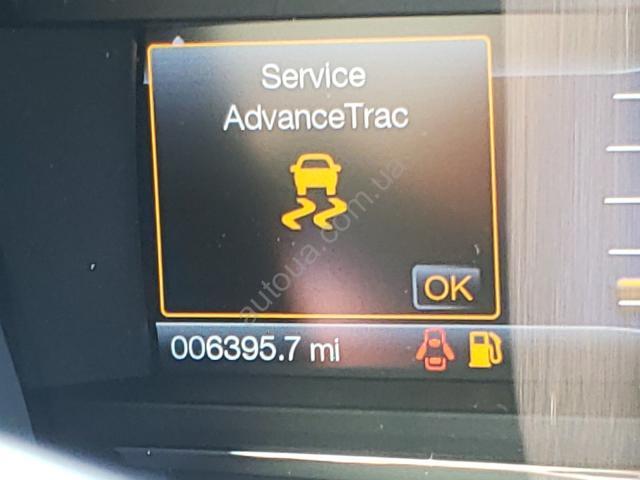 Service
AdvanceTrac
autoua.com.ua
OK
006395.7 mi